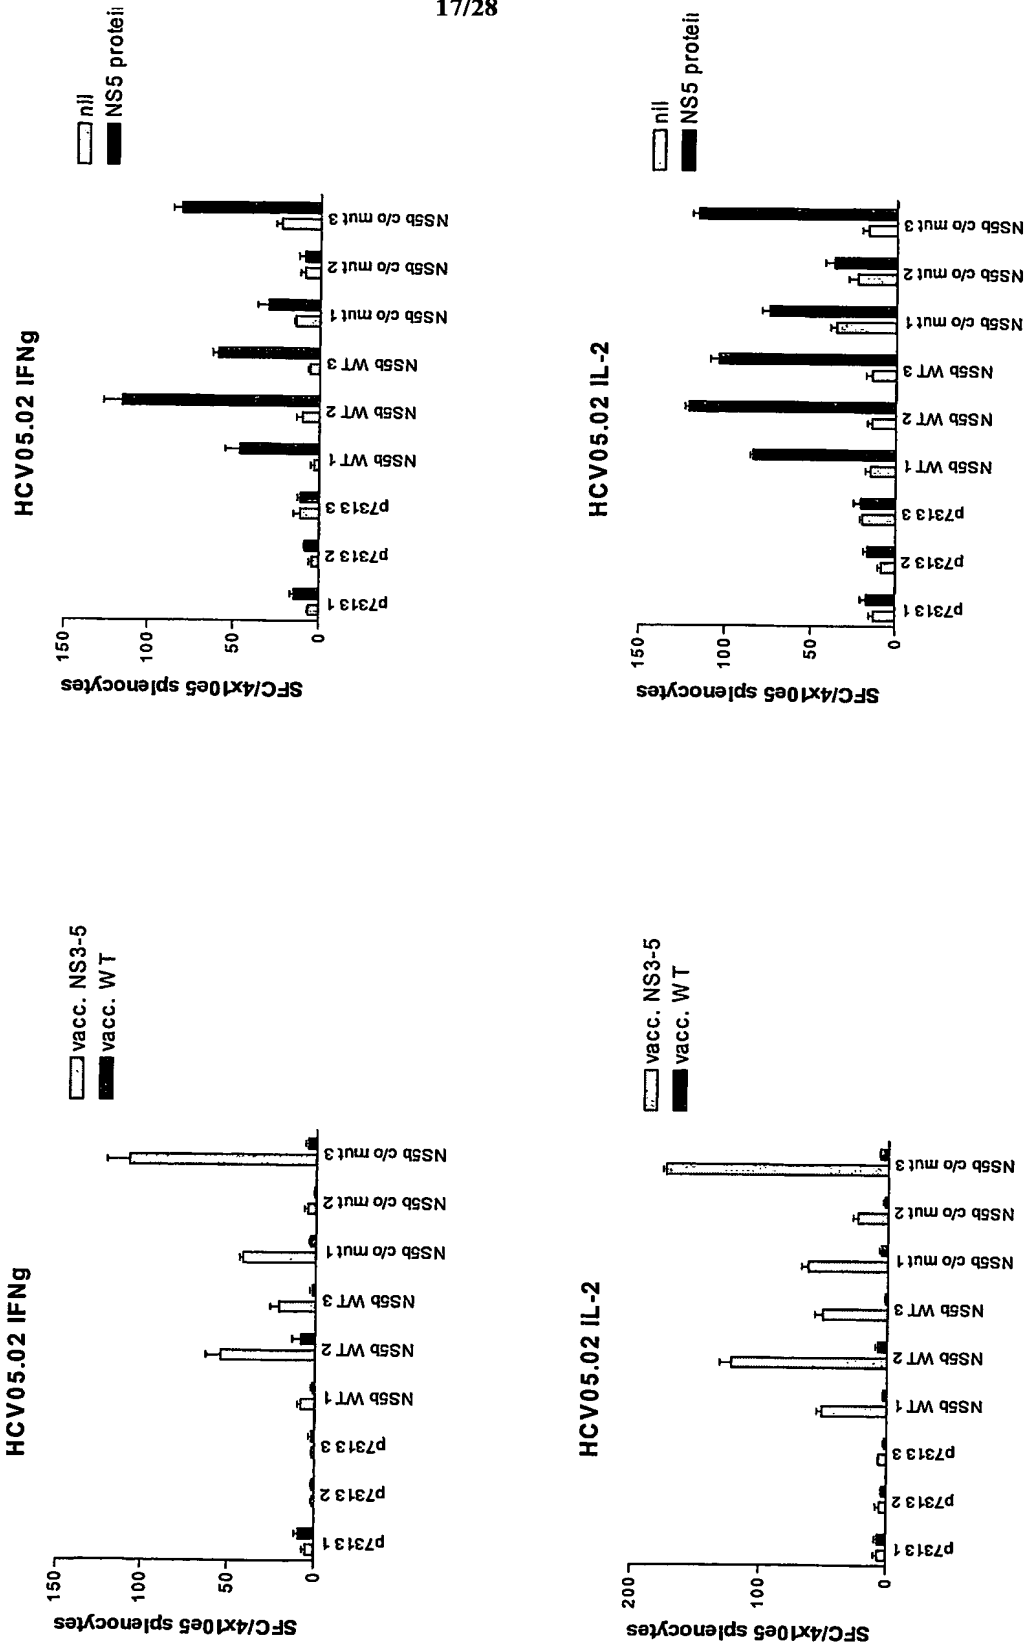 17/28
HCV05.02 IFNg
vacc. NS3-5
vacc. WT
SFC/4x10e5 splenocytes
150
100
50
0
p7313 1
p7313 2
p7313 3
NS5b WT 1
NS5b WT 2
NS5b WT 3
NS5b c/o mut 1
NS5b c/o mut 2
NS5b c/o mut 3
HCV05.02 IFNg
nil
NS5 protei
SFC/4x10e5 splenocytes
150
100
50
0
p7313 1
p7313 2
p7313 3
NS5b WT 1
NS5b WT 2
NS5b WT 3
NS5b c/o mut 1
NS5b c/o mut 2
NS5b c/o mut 3
HCV05.02 IL-2
vacc. NS3-5
vacc. WT
SFC/4x10e5 splenocytes
200
100
0
p7313 1
p7313 2
p7313 3
NS5b WT 1
NS5b WT 2
NS5b WT 3
NS5b c/o mut 1
NS5b c/o mut 2
NS5b c/o mut 3
HCV05.02 IL-2
nil
NS5 protei
SFC/4x10e5 splenocytes
150
100
50
0
p7313 1
p7313 2
p7313 3
NS5b WT 1
NS5b WT 2
NS5b WT 3
NS5b c/o mut 1
NS5b c/o mut 2
NS5b c/o mut 3